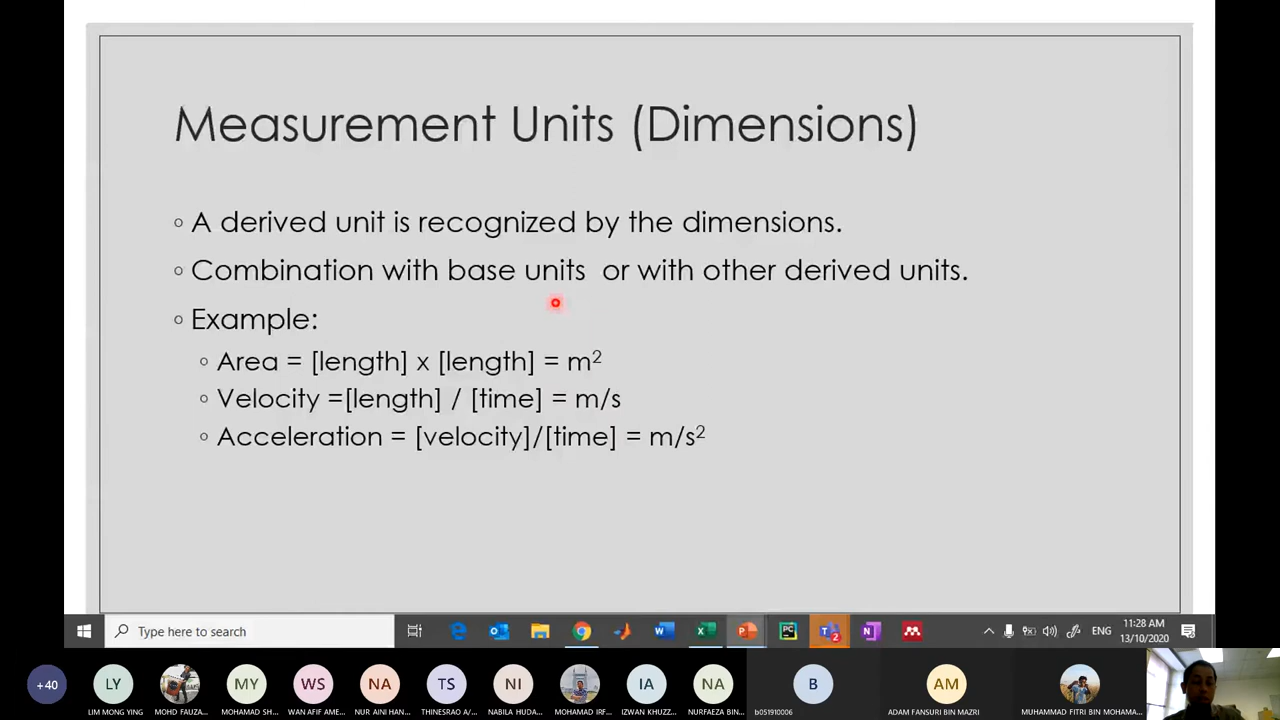 Measurement Units (Dimensions)
A derived unit is recognized by the dimensions.
Combination with base units or with other derived units.
Example:
Area = [length] x [length] = m²
Velocity =[length] / [time] = m/s
Acceleration = [velocity]/[time] = m/s²
Type here to search
ENG
11:28 AM
13/10/2020
+40
LY
MY
WS
NA
TS
NI
IA
NA
B
AM
LIM MONG YING
MOHD FAUZA...
MOHAMAD SH...
WAN AFIF AME...
NUR AINI HAN...
THINESRAO A/...
NABILA HUDA...
MOHAMAD IRF...
IZWAN KHUZZ...
NURFAEZA BIN...
b051910006
ADAM FANSURI BIN MAZRI
MUHAMMAD FITRI BIN MOHAMA...